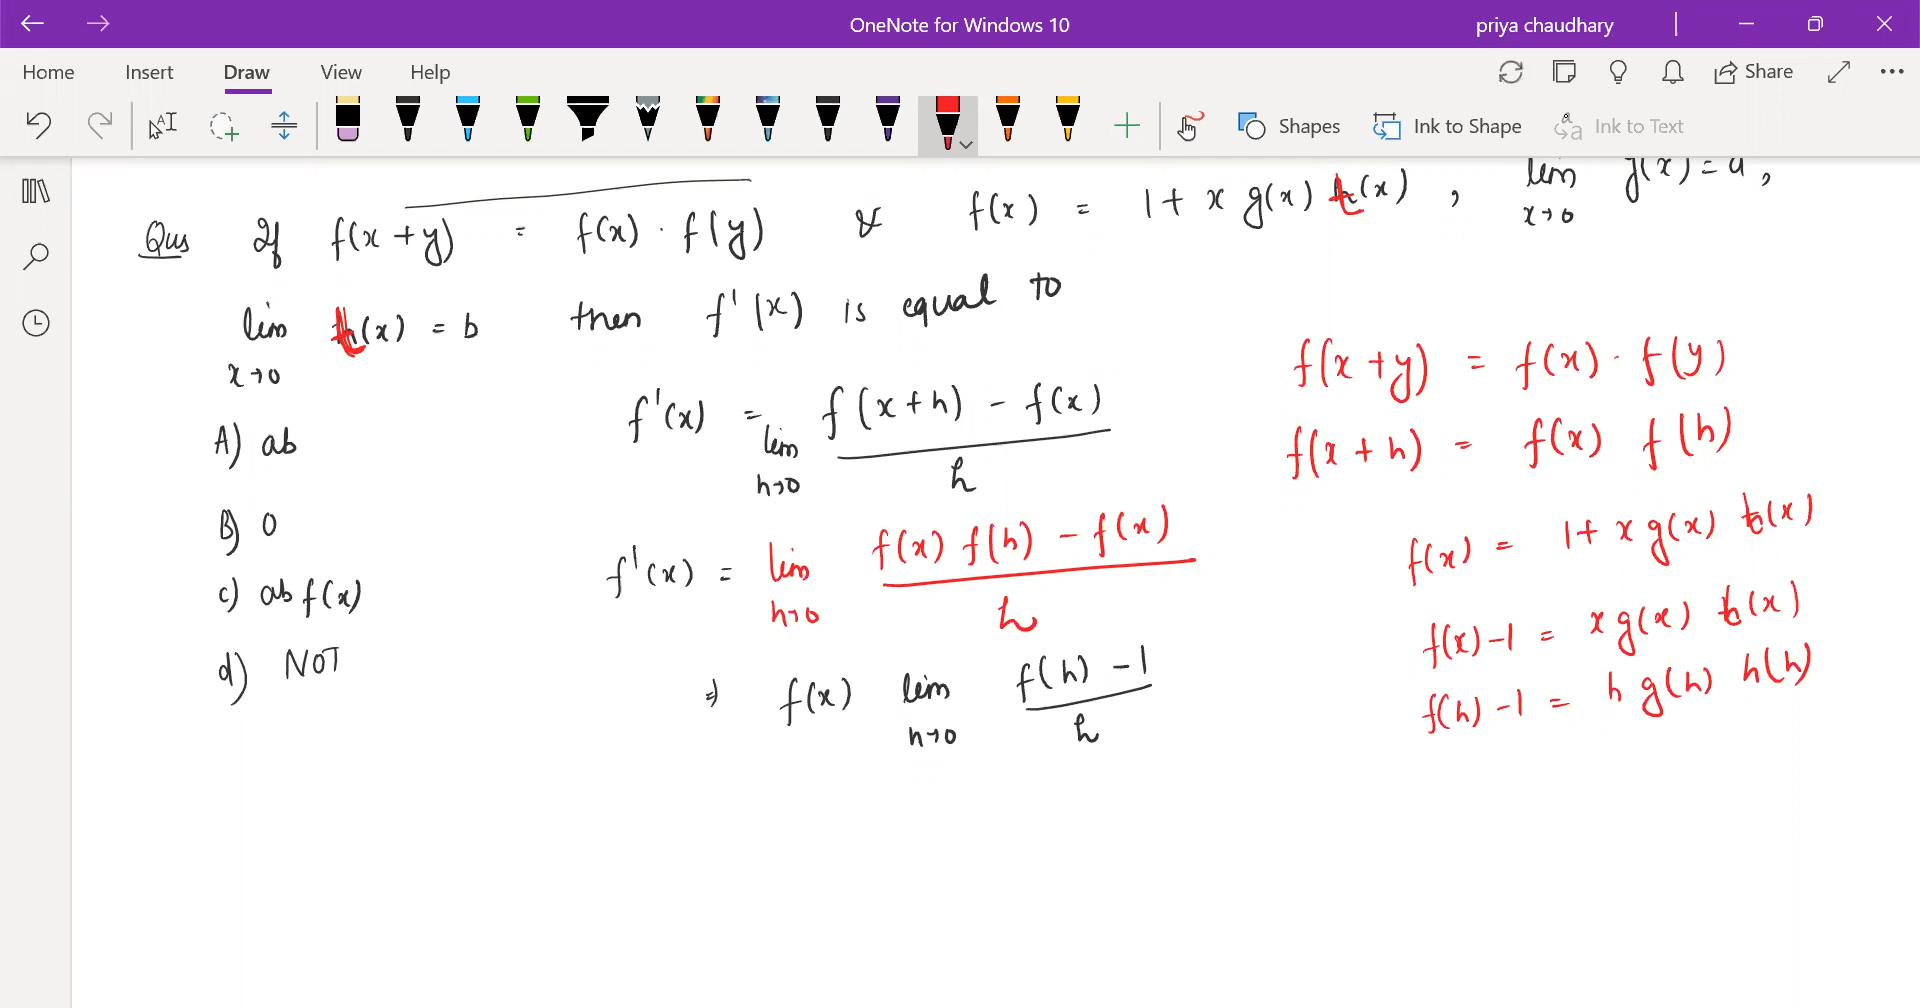 OneNote for Windows 10
priya chaudhary
Home Insert Draw View Help
Share
Shapes Ink to Shape Ink to Text
Qus If f(x+y) = f(x) · f(y) & f(x) = 1 + x g(x) t(x) , lim x→0 g(x) = a ,
lim x→0 t(x) = b then f'(x) is equal to
A) ab
B) 0
c) ab f(x)
d) NOT
f'(x) = lim h→0 f(x+h) - f(x) / h
f'(x) = lim h→0 f(x) f(h) - f(x) / h
⇒ f(x) lim h→0 f(h) - 1 / h
f(x+y) = f(x) · f(y)
f(x+h) = f(x) f(h)
f(x) = 1 + x g(x) t(x)
f(x) - 1 = x g(x) t(x)
f(h) - 1 = h g(h) h(h)